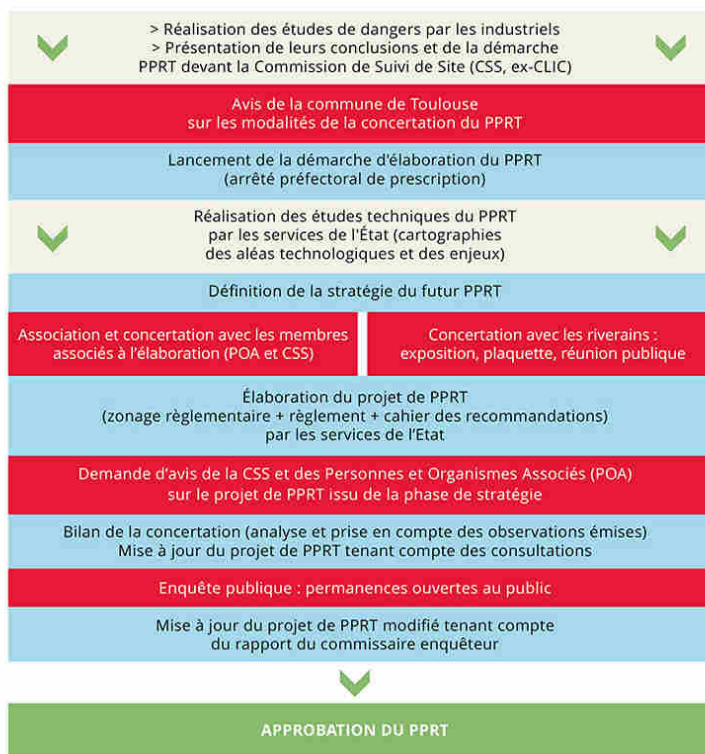 > Réalisation des études de dangers par les industriels
> Présentation de leurs conclusions et de la démarche
PPRT devant la Commission de Suivi de Site (CSS, ex-CLIC)
Avis de la commune de Toulouse
sur les modalités de la concertation du PPRT
Lancement de la démarche d'élaboration du PPRT
(arrêté préfectoral de prescription)
Réalisation des études techniques du PPRT
par les services de l'État (cartographies
des aléas technologiques et des enjeux)
Définition de la stratégie du futur PPRT
Association et concertation avec les membres
associés à l'élaboration (POA et CSS)
Concertation avec les riverains :
exposition, plaquette, réunion publique
Élaboration du projet de PPRT
(zonage règlementaire + règlement + cahier des recommandations)
par les services de l'Etat
Demande d'avis de la CSS et des Personnes et Organismes Associés (POA)
sur le projet de PPRT issu de la phase de stratégie
Bilan de la concertation (analyse et prise en compte des observations émises)
Mise à jour du projet de PPRT tenant compte des consultations
Enquête publique : permanences ouvertes au public
Mise à jour du projet de PPRT modifié tenant compte
du rapport du commissaire enquêteur
APPROBATION DU PPRT